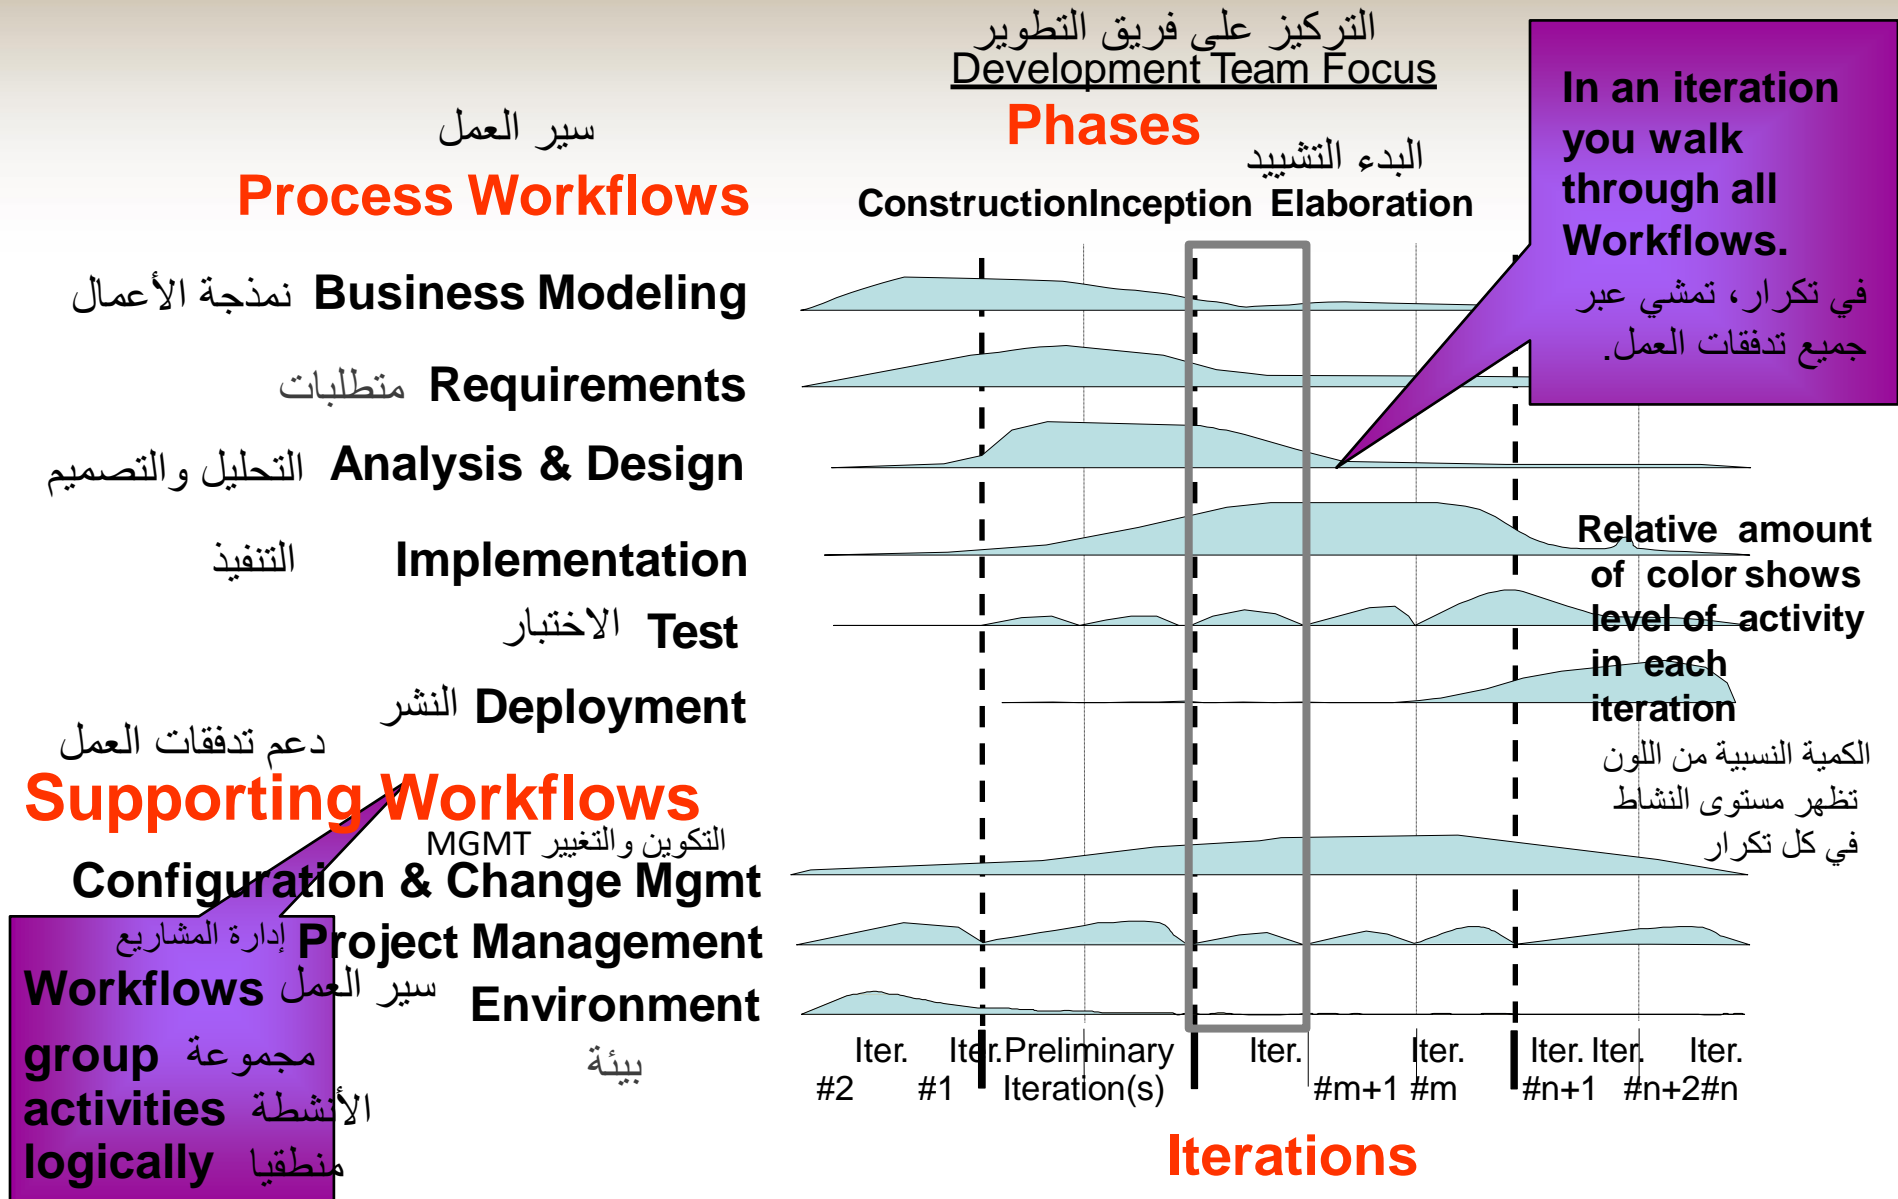 التركيز على فريق التطوير
Development Team Focus
Phases
البدء التشييد
ConstructionInception Elaboration
سير العمل
Process Workflows
نمذجة الأعمال Business Modeling
متطلبات Requirements
التحليل والتصميم Analysis & Design
التنفيذ Implementation
الاختبار Test
النشر Deployment
دعم تدفقات العمل
Supporting Workflows
التكوين والتغيير MGMT
Configuration & Change Mgmt
إدارة المشاريع Project Management
Environment
بيئة
Workflows سير العمل
group مجموعة
activities الأنشطة
logically منطقيا
In an iteration
you walk
through all
Workflows.
في تكرار، تمشي عبر
جميع تدفقات العمل.
Relative amount
of color shows
level of activity
in each
iteration
الكمية النسبية من اللون
تظهر مستوى النشاط
في كل تكرار
Iter. Iter. Preliminary Iter. Iter. Iter. Iter. Iter.
#2 #1 Iteration(s) #m+1 #m #n+1 #n+2 #n
Iterations